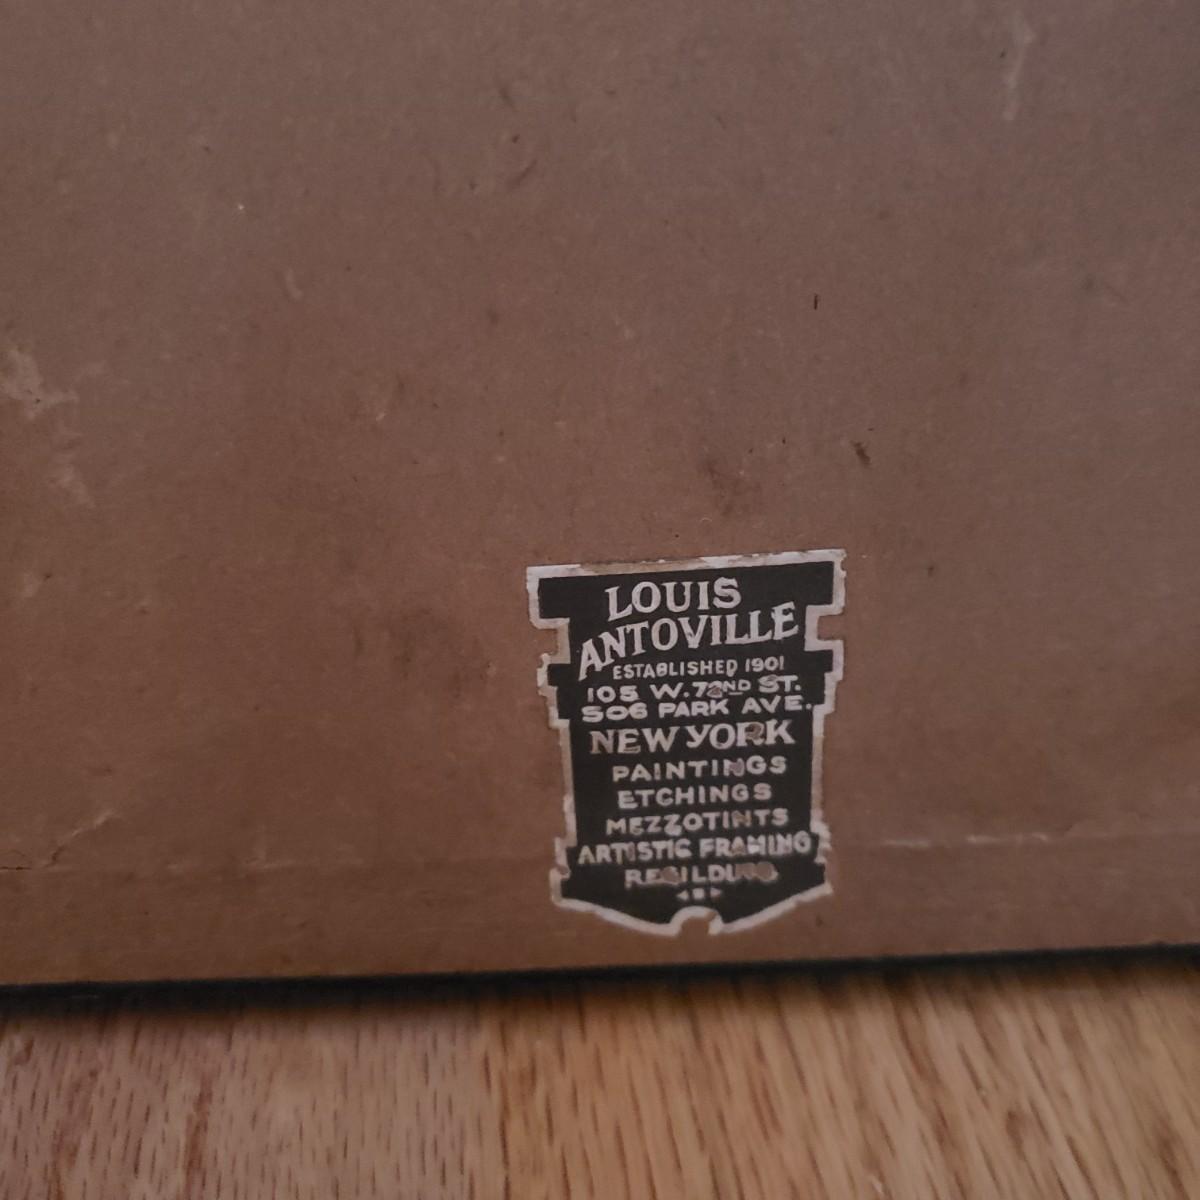 LOUIS
ANTOVILLE
ESTABLISHED 1901
105 W. 72ND ST.
506 PARK AVE.
NEW YORK
PAINTINGS
ETCHINGS
MEZZOTINTS
ARTISTIC FRAMING
REGILDING